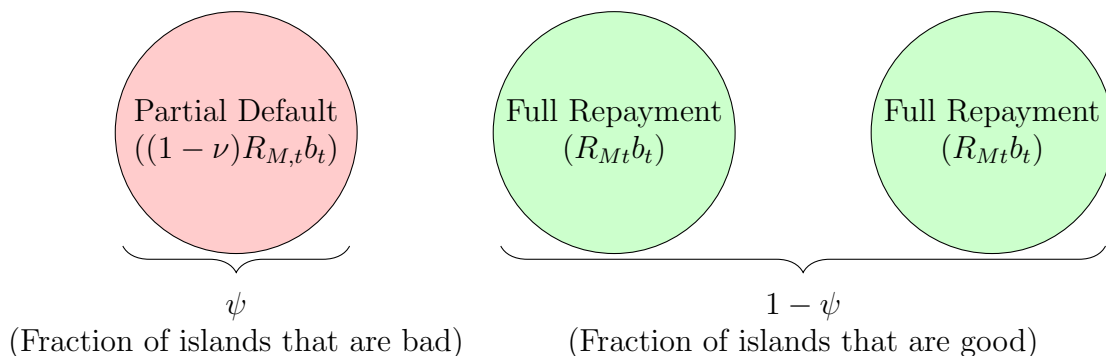 Partial Default
((1 − ν)R_{M,t}b_t)
Full Repayment
(R_{Mt}b_t)
Full Repayment
(R_{Mt}b_t)
ψ
(Fraction of islands that are bad)
1 − ψ
(Fraction of islands that are good)